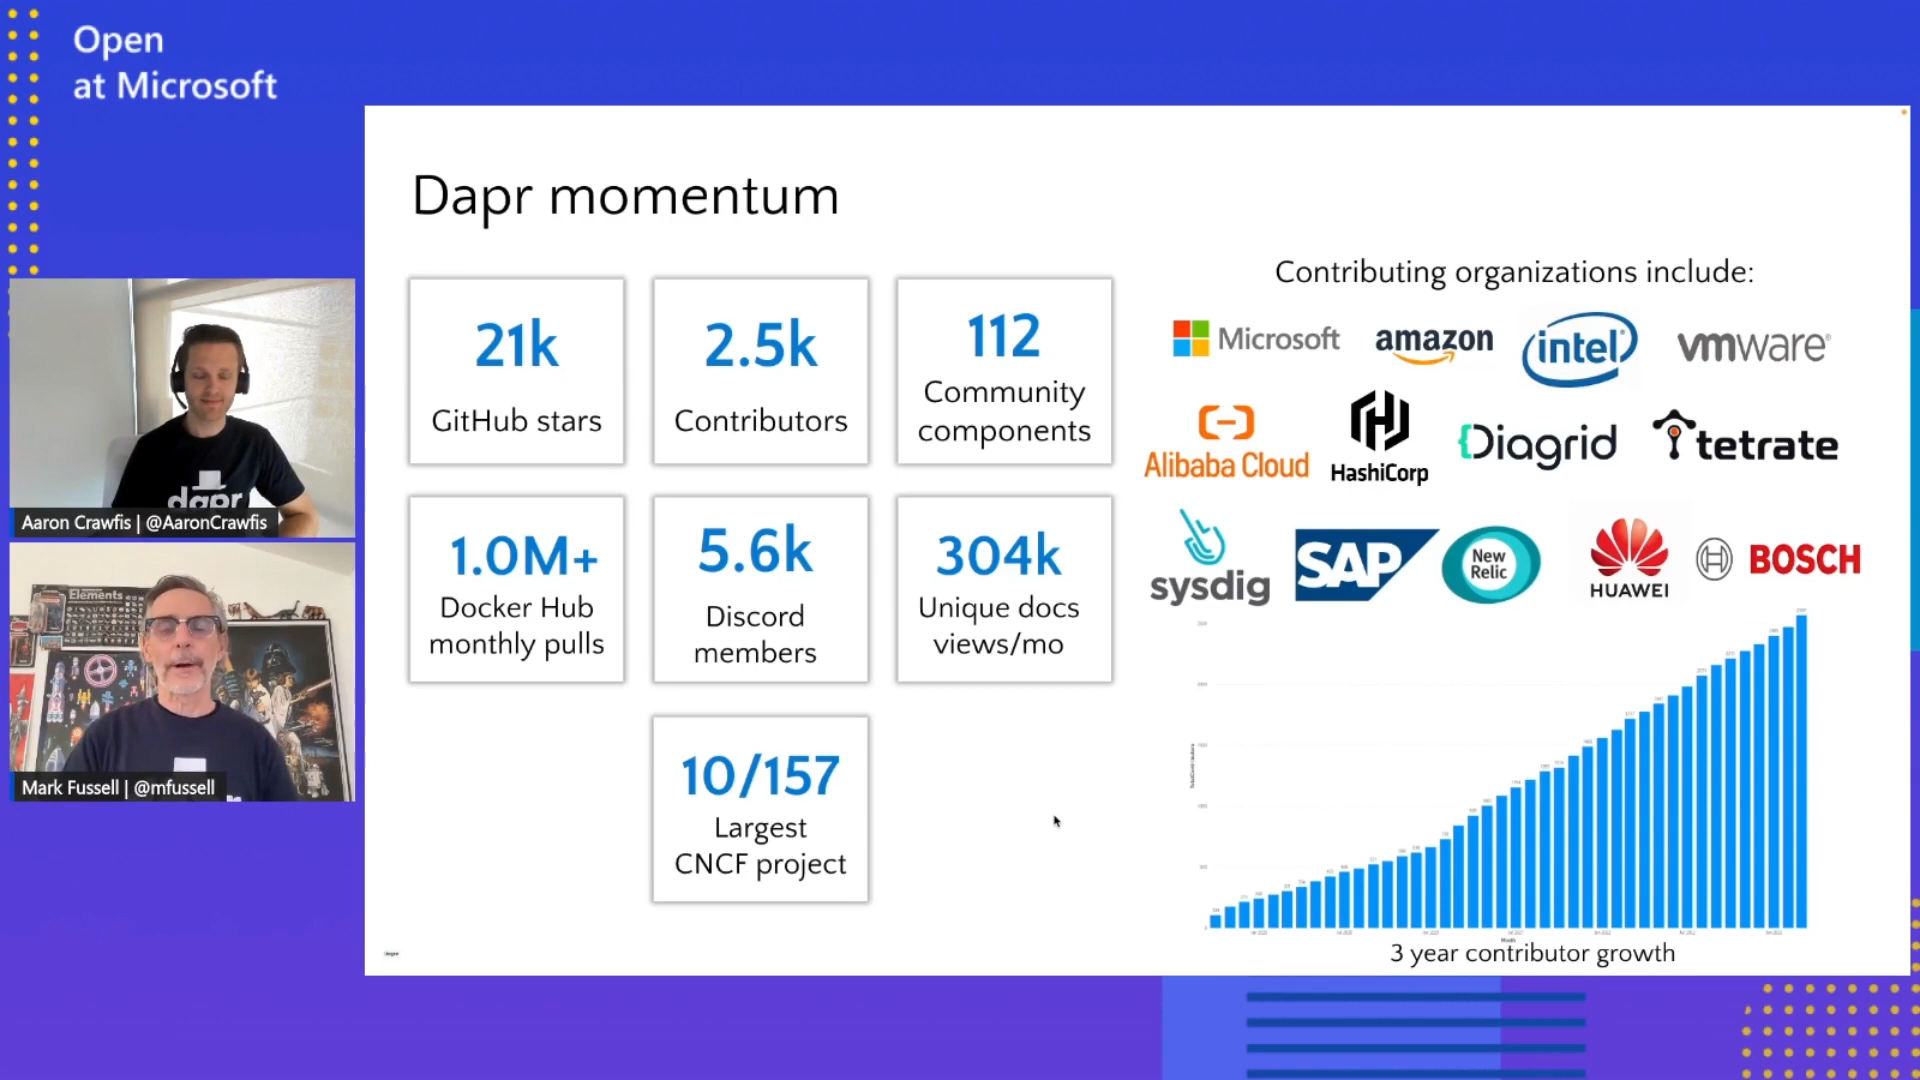 Open
at Microsoft
Dapr momentum
21k
GitHub stars
2.5k
Contributors
112
Community
components
1.0M+
Docker Hub
monthly pulls
5.6k
Discord
members
304k
Unique docs
views/mo
10/157
Largest
CNCF project
Contributing organizations include:
Microsoft
amazon
intel
vmware
Alibaba Cloud
HashiCorp
Diagrid
tetrate
sysdig
SAP
New
Relic
HUAWEI
BOSCH
Month
3 year contributor growth
dapr
Aaron Crawfis | @AaronCrawfis
Elements
Mark Fussell | @mfussell